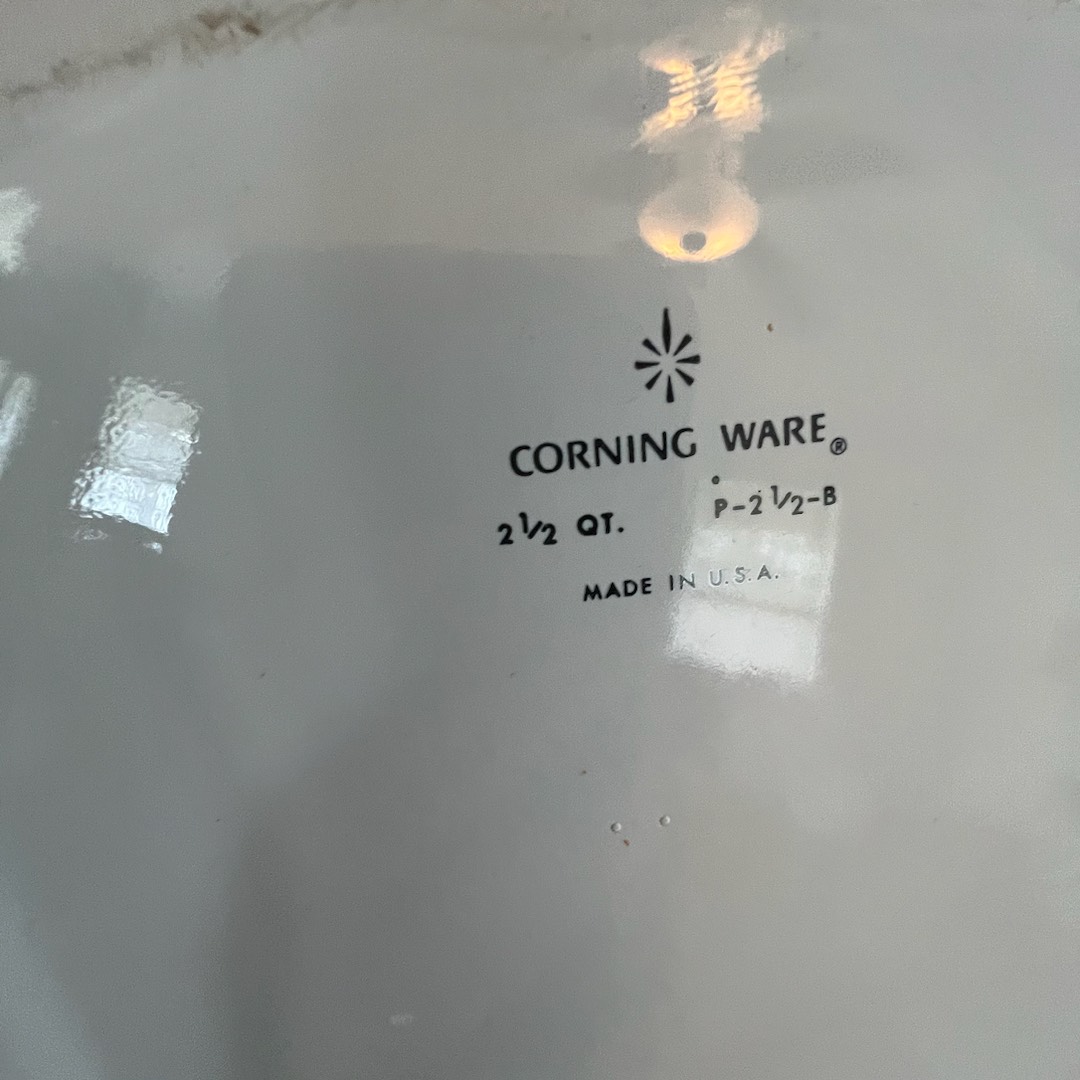 CORNING WARE®
2½ QT. P-2½-B
MADE IN U.S.A.